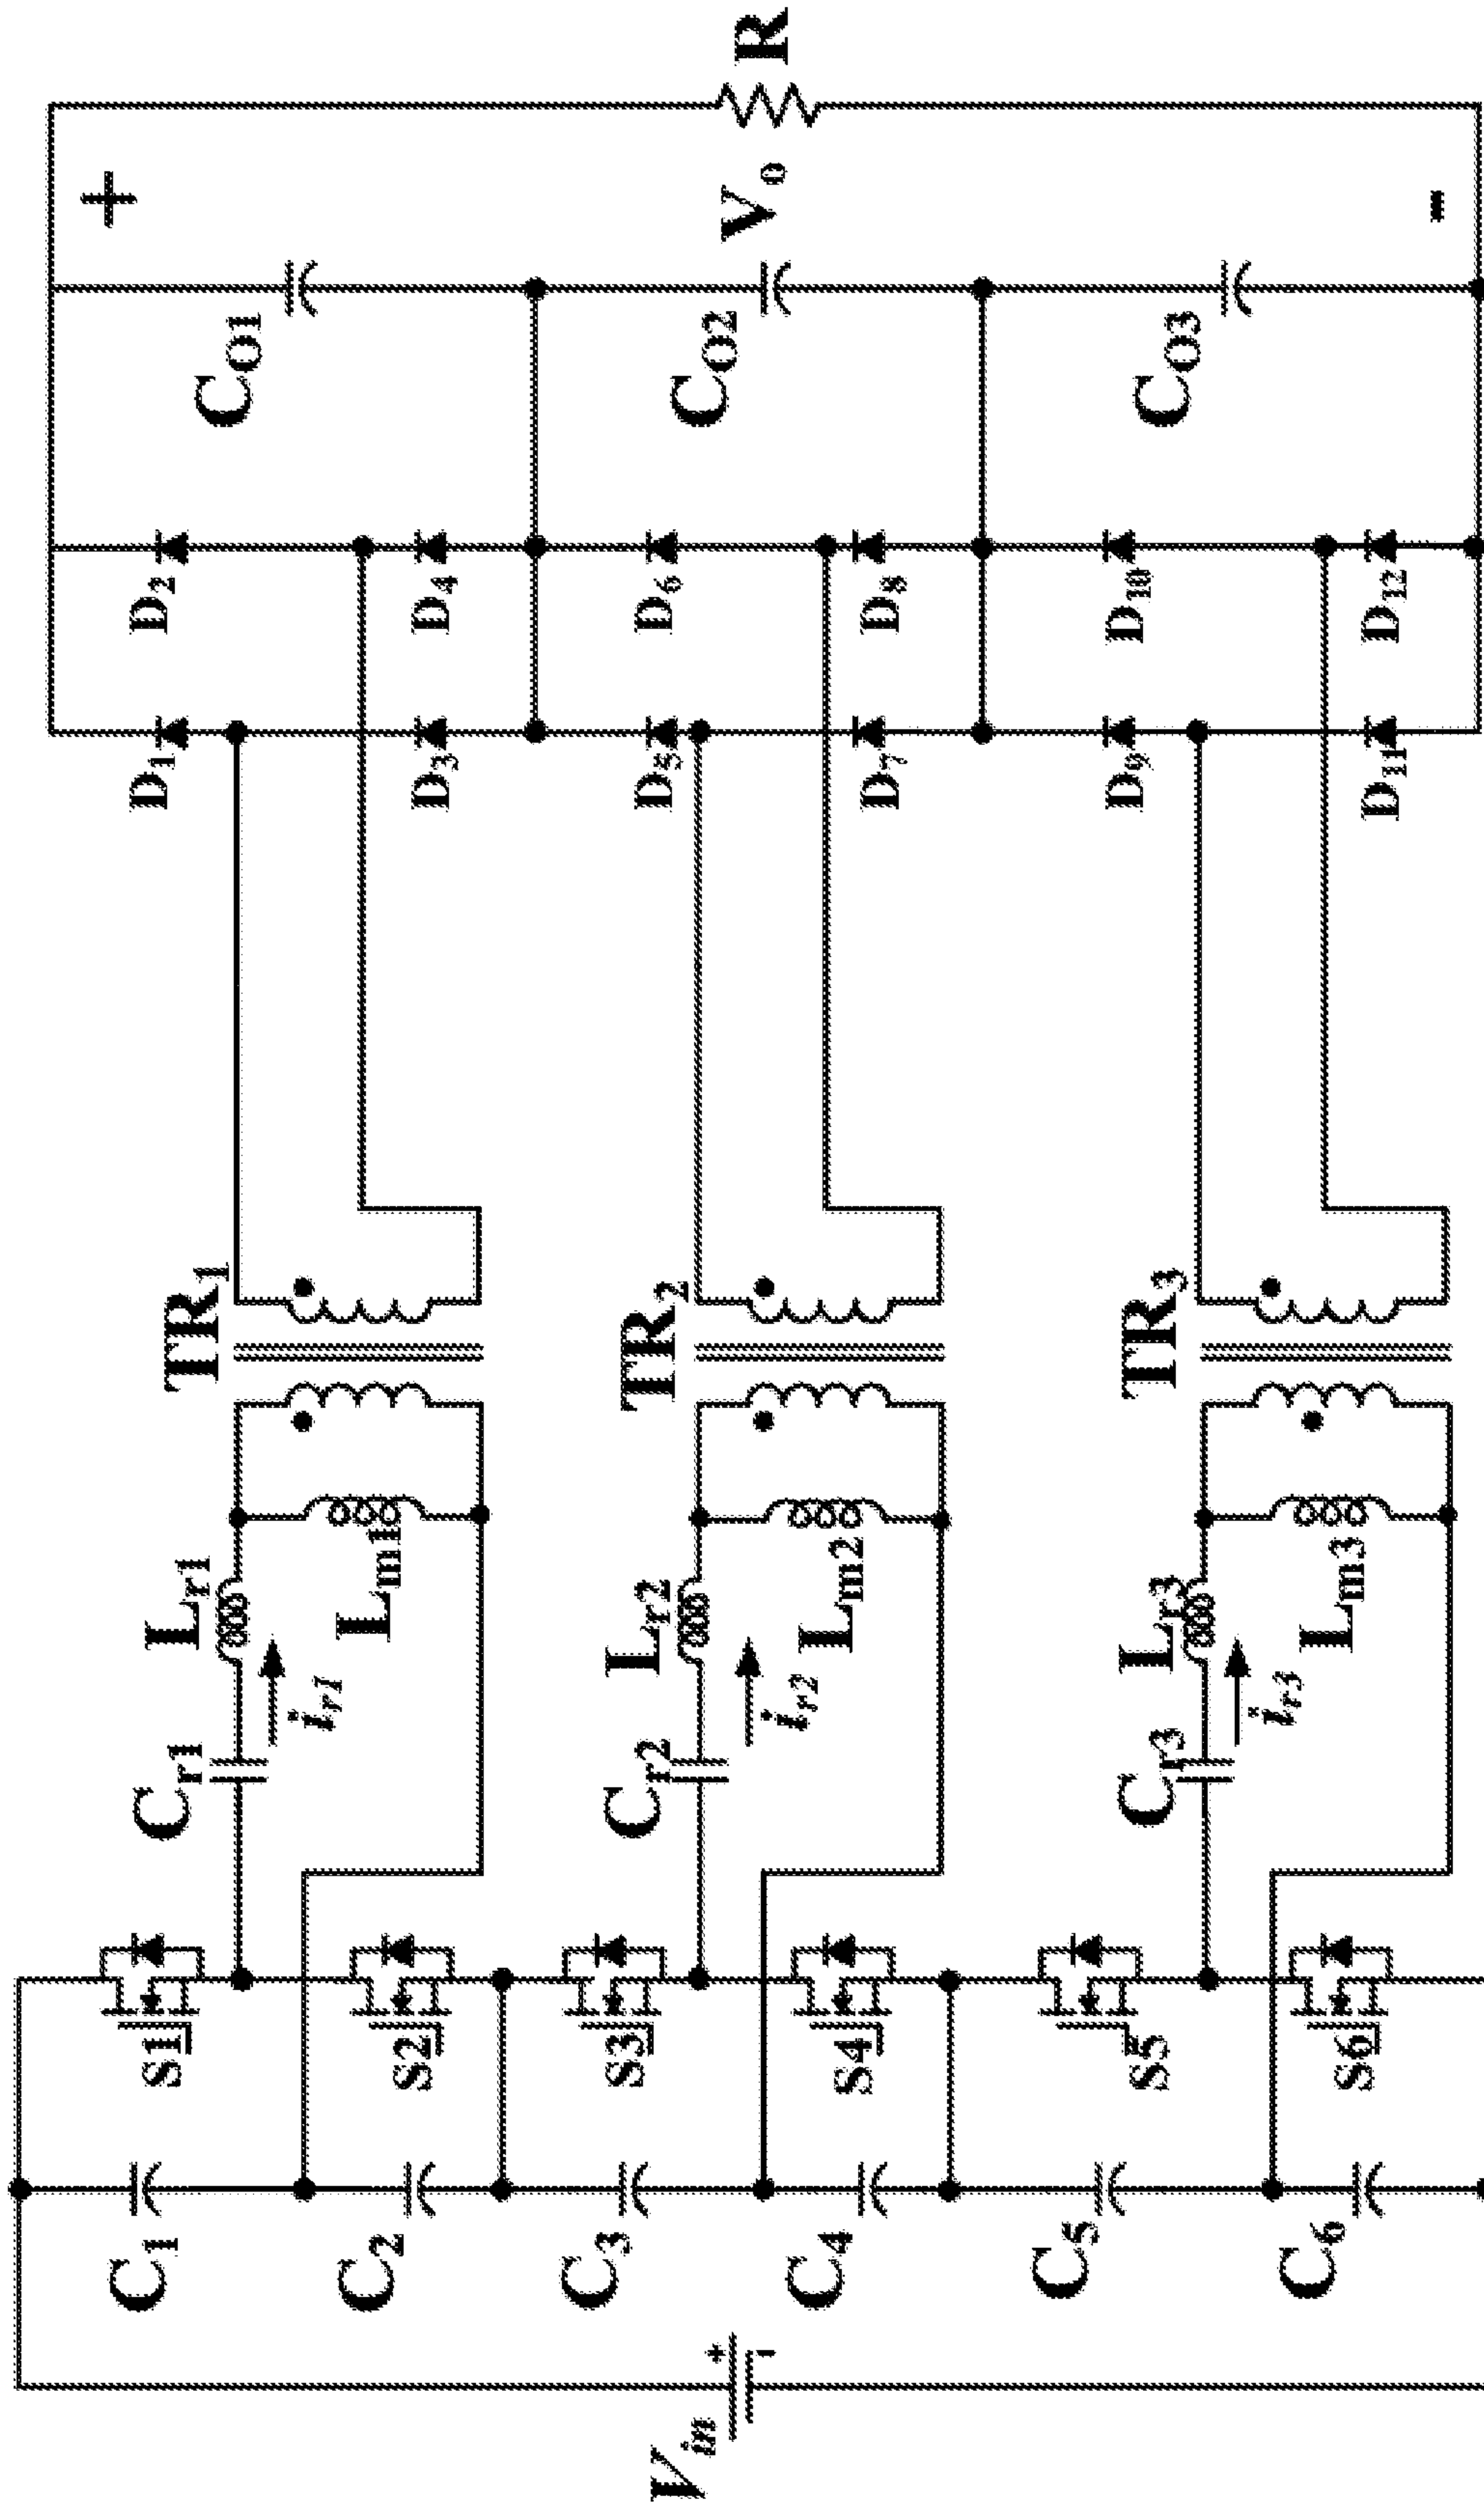 Vin
+
-
C1
C2
C3
C4
C5
C6
S1
S2
S3
S4
S5
S6
Cr1
Lr1
ir1
Lm1
TR1
Cr2
Lr2
ir2
Lm2
TR2
Cr3
Lr3
ir3
Lm3
TR3
D1
D2
D3
D4
D5
D6
D7
D8
D9
D10
D11
D12
CO1
CO2
CO3
+
Vo
-
R